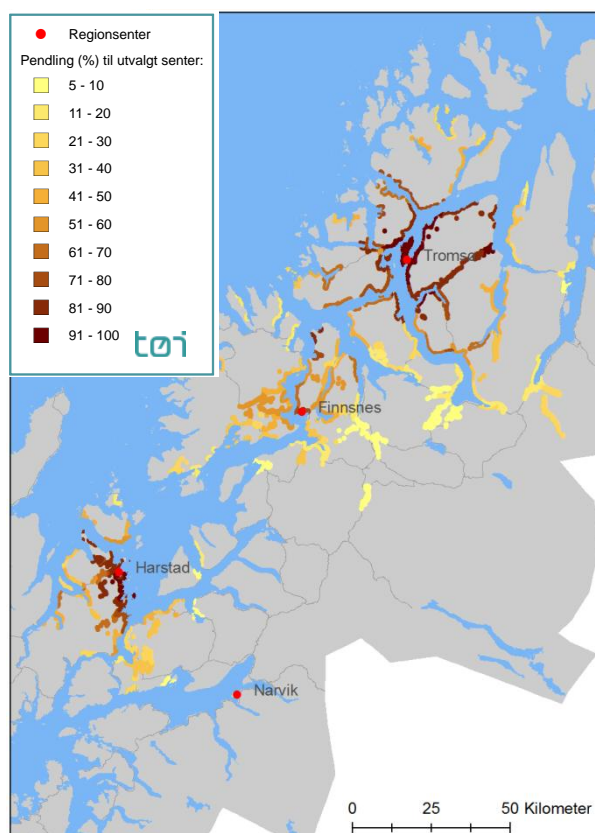 Regionsenter
Pendling (%) til utvalgt senter:
5 - 10
11 - 20
21 - 30
31 - 40
41 - 50
51 - 60
61 - 70
71 - 80
81 - 90
91 - 100
tøi
Tromsø
Finnsnes
Harstad
Narvik
0 25 50 Kilometer